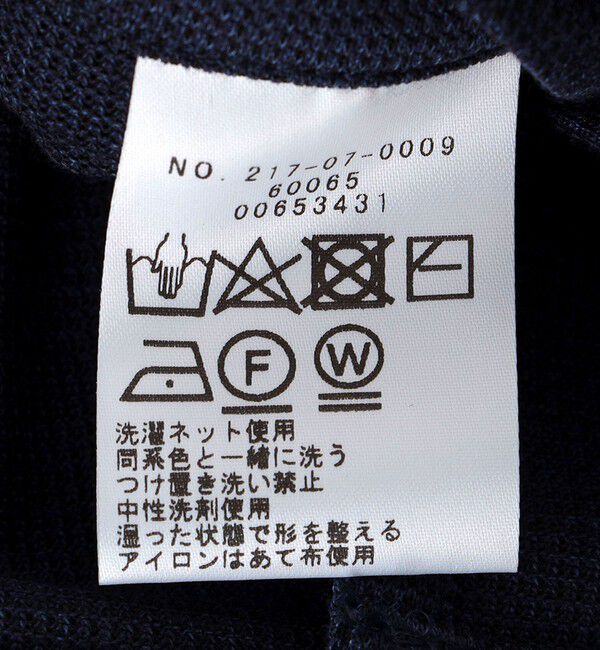 NO. 217-07-0009
60065
00653431
F W
洗濯ネット使用
同系色と一緒に洗う
つけ置き洗い禁止
中性洗剤使用
湿った状態で形を整える
アイロンはあて布使用